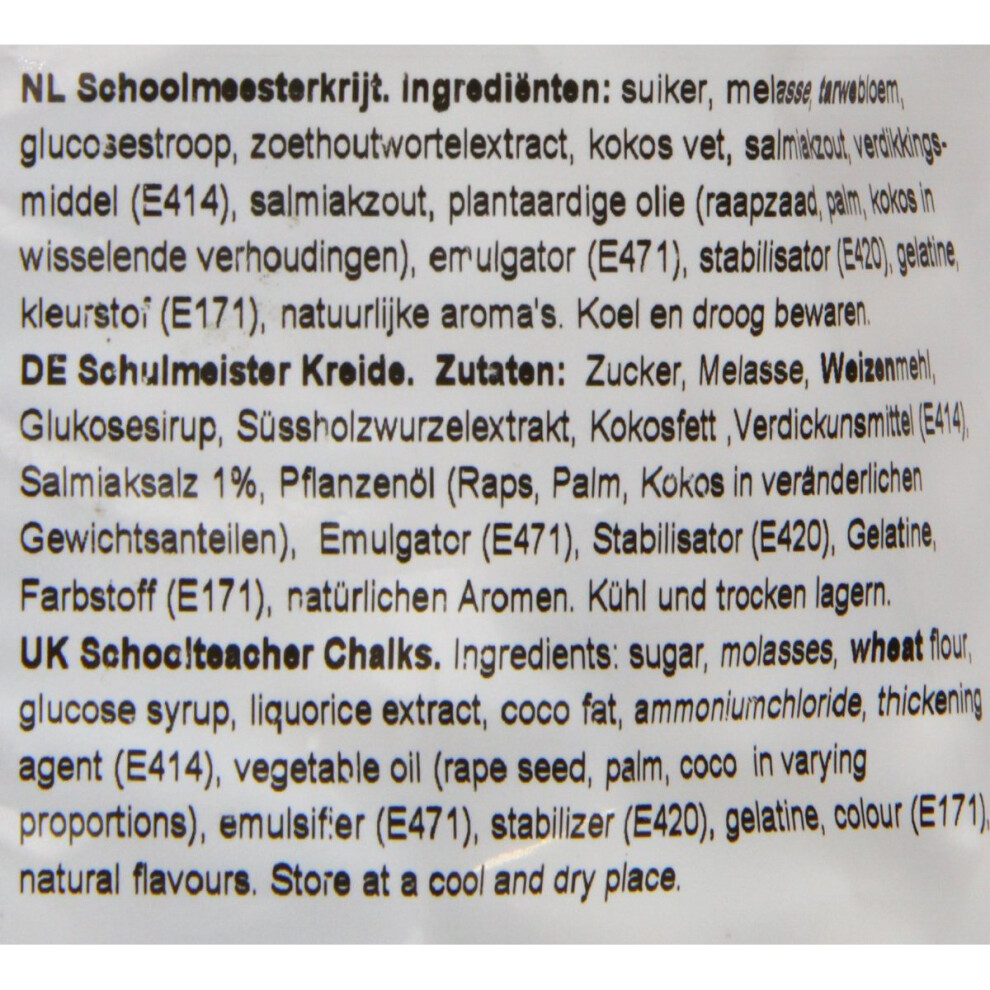 NL Schoolmeesterkrijt. Ingrediënten: suiker, melasse, tarwebloem,
glucosestroop, zoethoutwortelextract, kokos vet, salmiakzout, verdikkings-
middel (E414), salmiakzout, plantaardige olie (raapzaad, palm, kokos in
wisselende verhoudingen), emulgator (E471), stabilisator (E420), gelatine,
kleurstof (E171), natuurlijke aroma's. Koel en droog bewaren.
DE Schulmeister Kreide. Zutaten: Zucker, Melasse, Weizenmehl,
Glukosesirup, Süssholzwurzelextrakt, Kokosfett ,Verdickunsmittel (E414),
Salmiaksalz 1%, Pflanzenöl (Raps, Palm, Kokos in veränderlichen
Gewichtsanteilen), Emulgator (E471), Stabilisator (E420), Gelatine,
Farbstoff (E171), natürlichen Aromen. Kühl und trocken lagern.
UK Schoolteacher Chalks. Ingredients: sugar, molasses, wheat flour,
glucose syrup, liquorice extract, coco fat, ammoniumchloride, thickening
agent (E414), vegetable oil (rape seed, palm, coco in varying
proportions), emulsifier (E471), stabilizer (E420), gelatine, colour (E171),
natural flavours. Store at a cool and dry place.